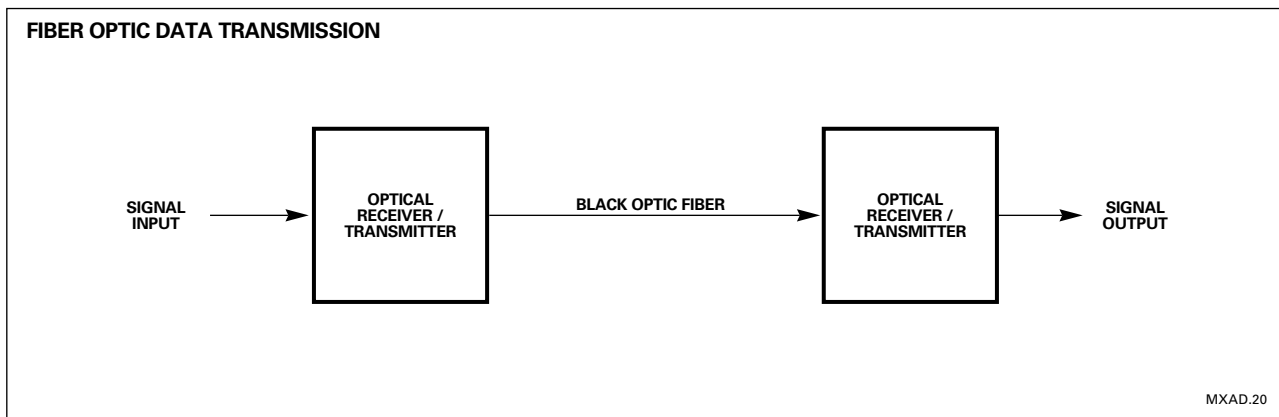 FIBER OPTIC DATA TRANSMISSION
SIGNAL
INPUT
OPTICAL
RECEIVER /
TRANSMITTER
BLACK OPTIC FIBER
OPTICAL
RECEIVER /
TRANSMITTER
SIGNAL
OUTPUT
MXAD.20